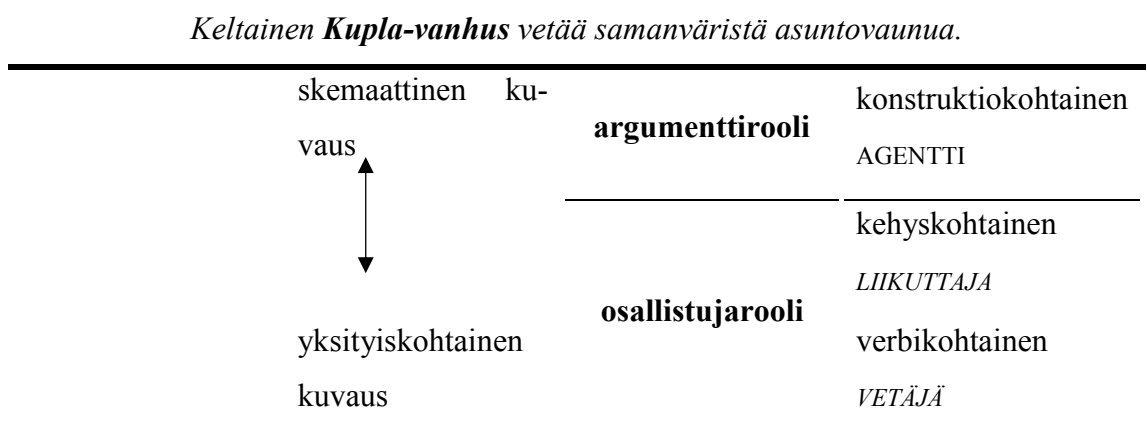 Keltainen Kupla-vanhus vetää samanväristä asuntovaunua.
skemaattinen ku-
vaus
argumenttirooli
konstruktiokohtainen
AGENTTI
kehyskohtainen
LIIKUTTAJA
osallistujarooli
yksityiskohtainen
kuvaus
verbikohtainen
VETÄJÄ